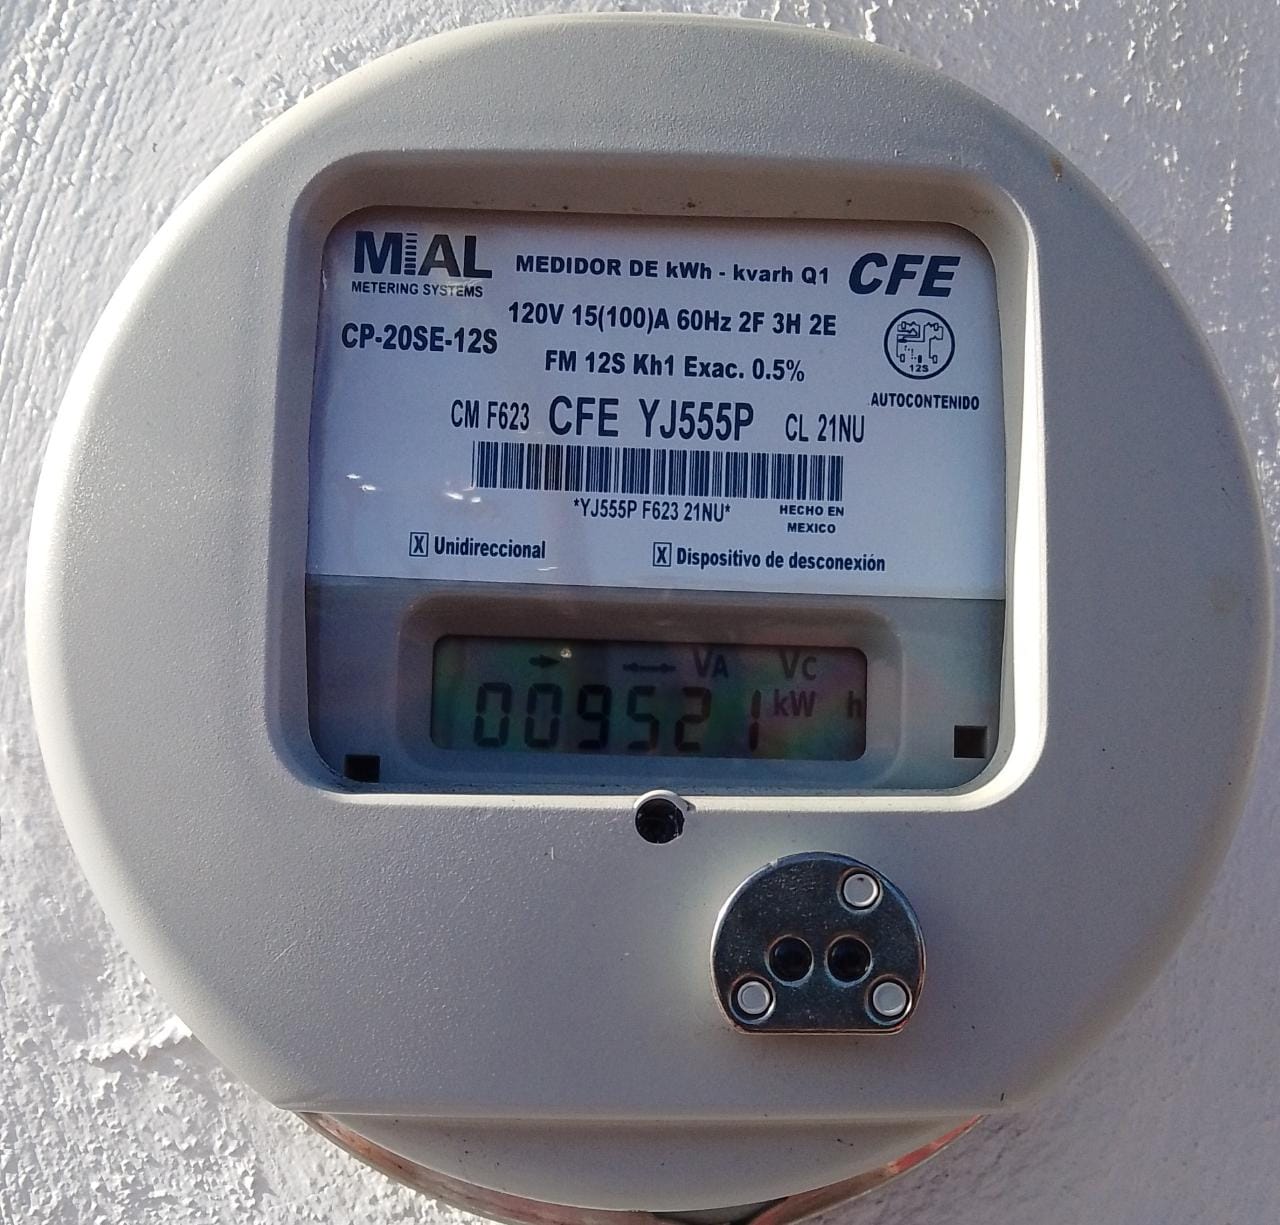 MIAL
METERING SYSTEMS
MEDIDOR DE kWh - kvarh Q1
CFE
120V 15(100)A 60Hz 2F 3H 2E
CP-20SE-12S
FM 12S Kh1 Exac. 0.5%
12S
AUTOCONTENIDO
CM F623 CFE YJ555P CL 21NU
*YJ555P F623 21NU*
HECHO EN
MEXICO
X Unidireccional
X Dispositivo de desconexión
VA VC
009521 kW h